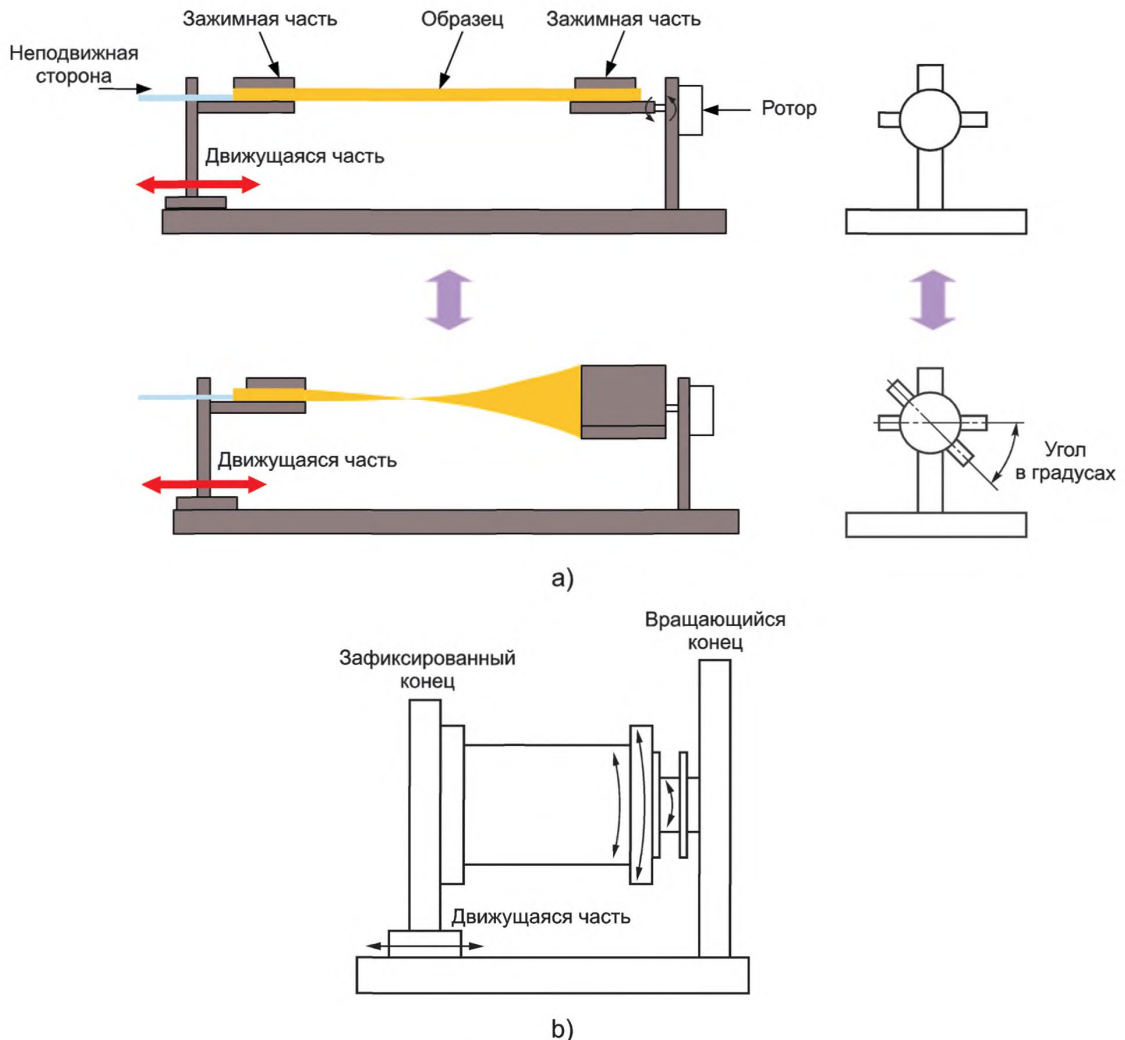 Зажимная часть
Образец
Зажимная часть
Неподвижная
сторона
Ротор
Движущаяся часть
Движущаяся часть
Угол
в градусах
a)
Вращающийся
конец
Зафиксированный
конец
Движущаяся часть
b)